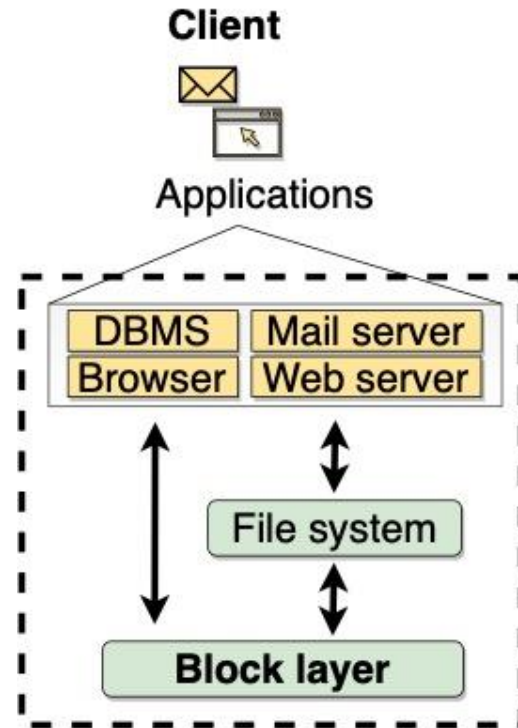 Client
Applications
DBMS Mail server
Browser Web server
File system
Block layer